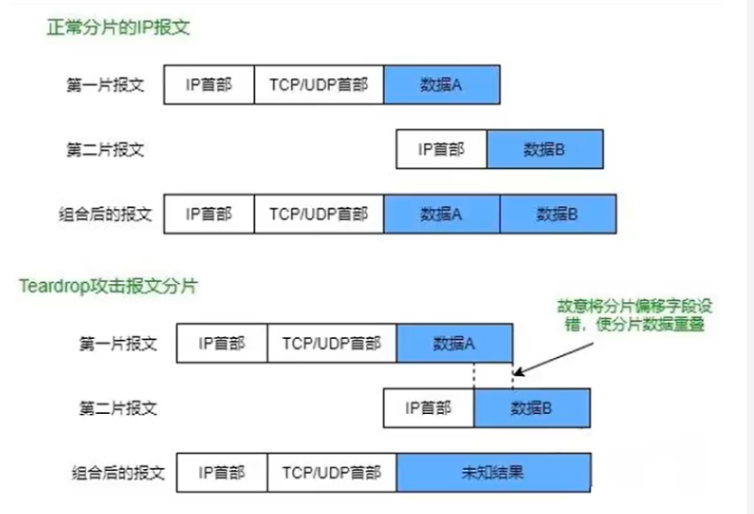 正常分片的IP报文
第一片报文 IP首部 TCP/UDP首部 数据A
第二片报文 IP首部 数据B
组合后的报文 IP首部 TCP/UDP首部 数据A 数据B
Teardrop攻击报文分片
故意将分片偏移字段设
错，使分片数据重叠
第一片报文 IP首部 TCP/UDP首部 数据A
第二片报文 IP首部 数据B
组合后的报文 IP首部 TCP/UDP首部 未知结果